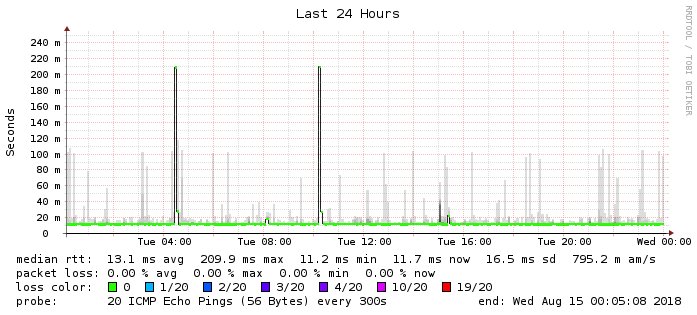 Last 24 Hours
RRDTOOL / TOBI OETIKER
Seconds
240 m
220 m
200 m
180 m
160 m
140 m
120 m
100 m
80 m
60 m
40 m
20 m
0
Tue 04:00 Tue 08:00 Tue 12:00 Tue 16:00 Tue 20:00 Wed 00:00
median rtt: 13.1 ms avg 209.9 ms max 11.2 ms min 11.7 ms now 16.5 ms sd 795.2 m am/s
packet loss: 0.00 % avg 0.00 % max 0.00 % min 0.00 % now
loss color: 0 1/20 2/20 3/20 4/20 10/20 19/20
probe: 20 ICMP Echo Pings (56 Bytes) every 300s end: Wed Aug 15 00:05:08 2018